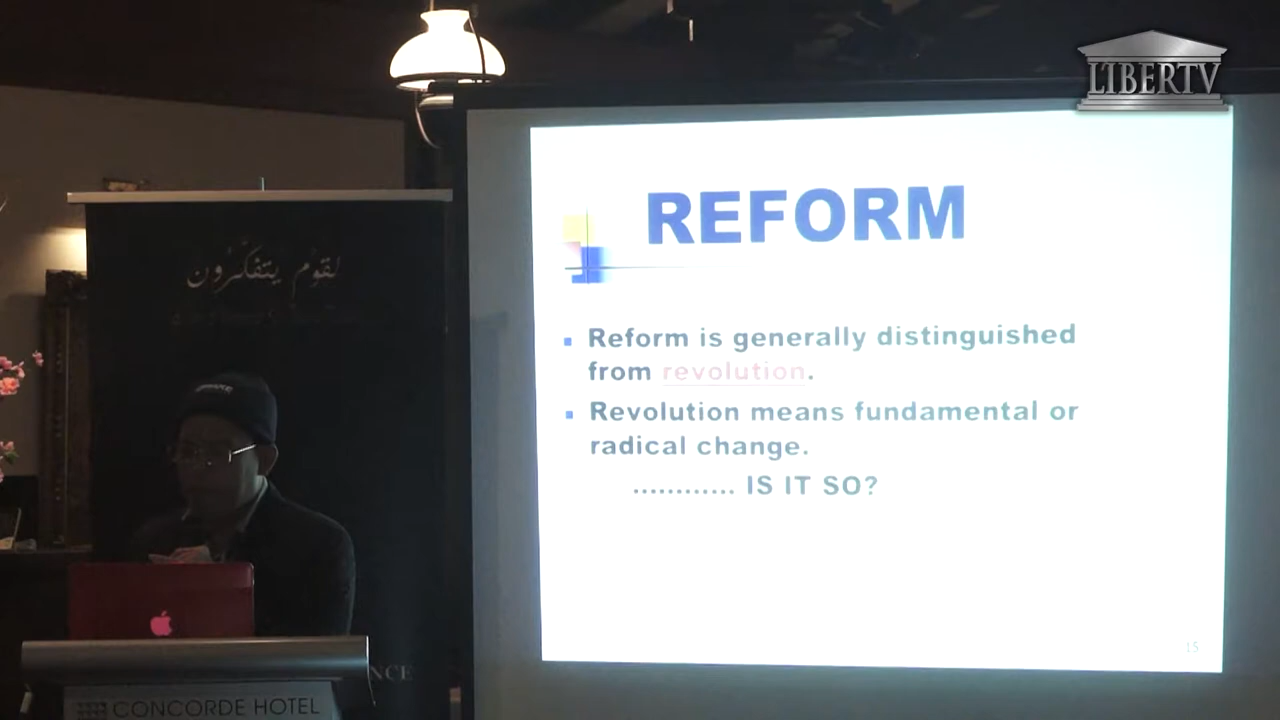 LIBERTV
لقوم يتفكرون
REFORM
Reform is generally distinguished
from revolution.
Revolution means fundamental or
radical change.
............ IS IT SO?
15
NCE
CONCORDE HOTEL